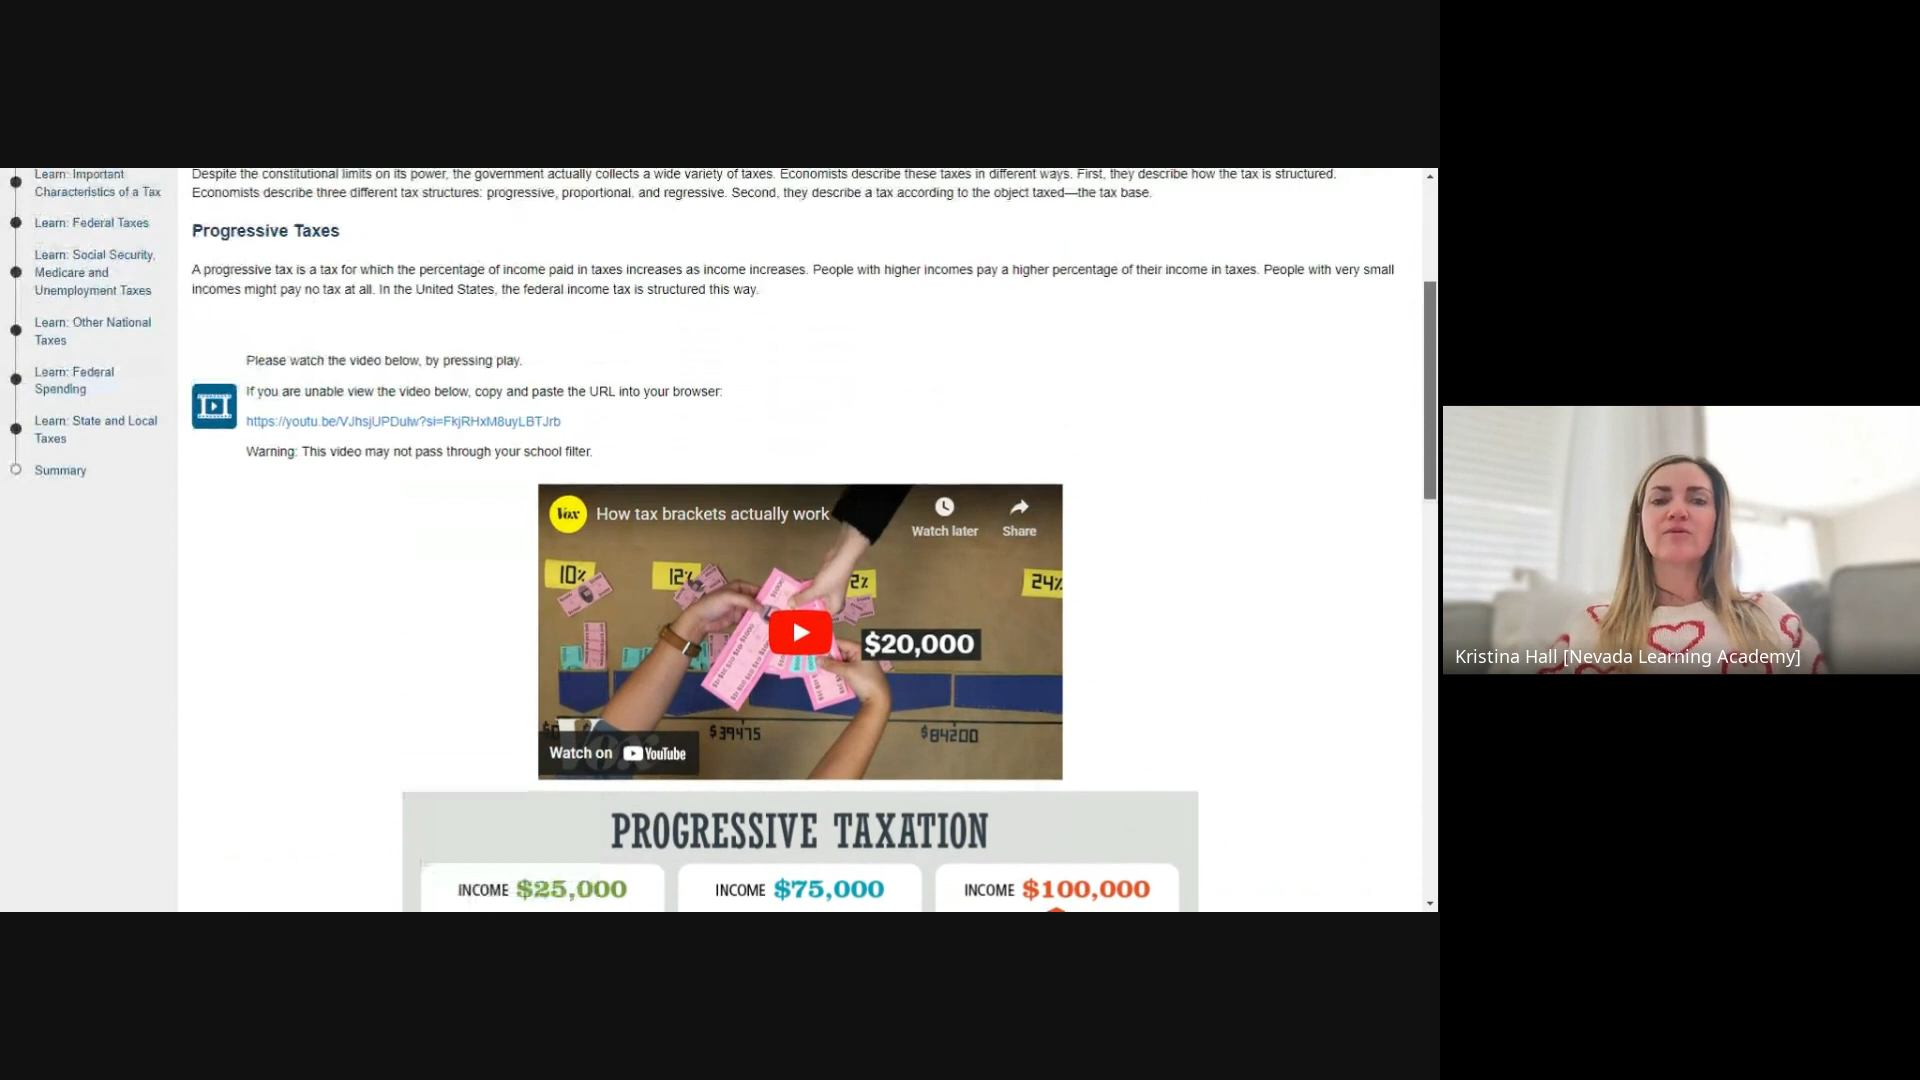 Learn: Important
Characteristics of a Tax
Learn: Federal Taxes
Learn: Social Security,
Medicare and
Unemployment Taxes
Learn: Other National
Taxes
Learn: Federal
Spending
Learn: State and Local
Taxes
Summary
Despite the constitutional limits on its power, the government actually collects a wide variety of taxes. Economists describe these taxes in different ways. First, they describe how the tax is structured.
Economists describe three different tax structures: progressive, proportional, and regressive. Second, they describe a tax according to the object taxed—the tax base.
Progressive Taxes
A progressive tax is a tax for which the percentage of income paid in taxes increases as income increases. People with higher incomes pay a higher percentage of their income in taxes. People with very small
incomes might pay no tax at all. In the United States, the federal income tax is structured this way.
Please watch the video below, by pressing play.
If you are unable view the video below, copy and paste the URL into your browser:
https://youtu.be/VJhsjUPDulw?si=FkjRHxM8uyLBTJrb
Warning: This video may not pass through your school filter.
Vox How tax brackets actually work
Watch later Share
10% 12% 2% 24%
$20,000
$0 $39475 $84200
Watch on YouTube
PROGRESSIVE TAXATION
INCOME $25,000 INCOME $75,000 INCOME $100,000
Kristina Hall [Nevada Learning Academy]